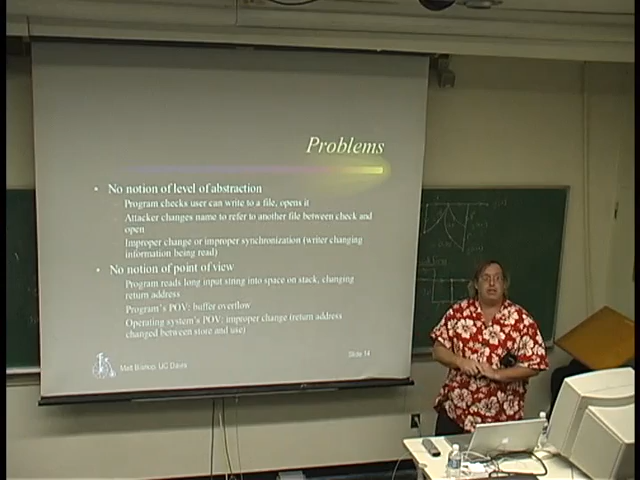 Problems
• No notion of level of abstraction
Program checks user can write to a file, opens it
Attacker changes name to refer to another file between check and
open
Improper change or improper synchronization (writer changing
information being read)
• No notion of point of view
Program reads long input string into space on stack, changing
return address
Program's POV: buffer overflow
Operating system's POV: improper change (return address
changed between store and use)
Matt Bishop, UC Davis
Slide 14